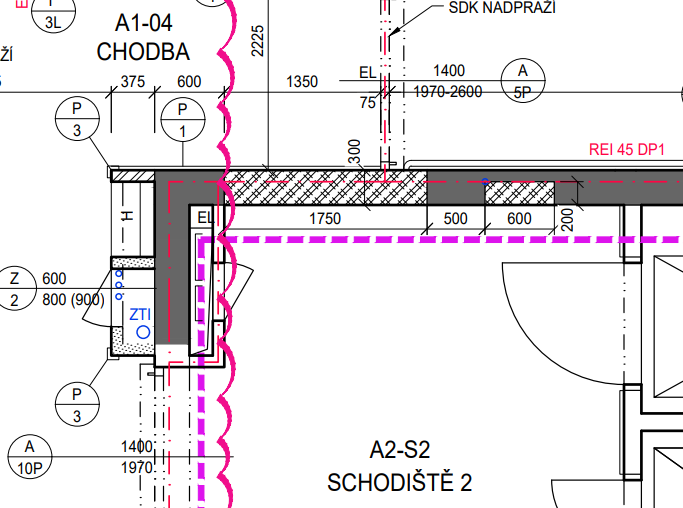 3L
1
SDK NADPRAŽÍ
A1-04
CHODBA
ŽÍ
2225
375
600
1350
EL
1400
75
1970-2600
A
5P
P
3
P
1
300
REI 45 DP1
H
EL
1750
500
600
200
Z
2
600
800 (900)
ZTI
P
3
A
10P
1400
1970
A2-S2
SCHODIŠTĚ 2